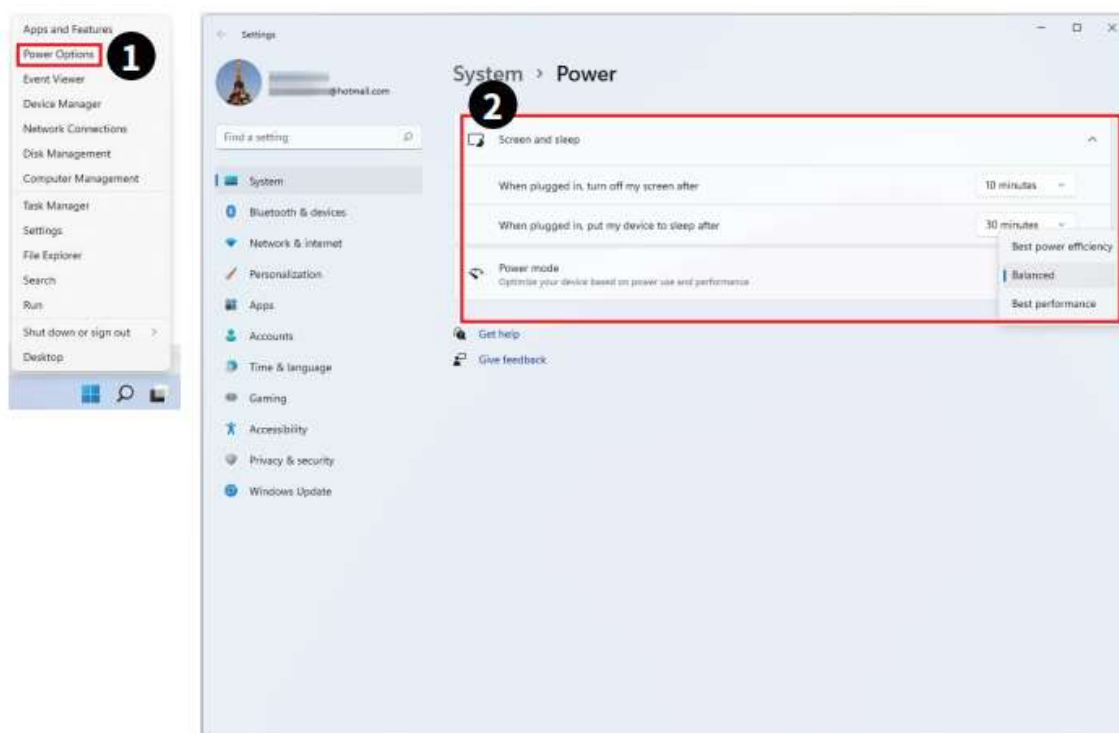 Apps and Features
Power Options
1
Event Viewer
Device Manager
Network Connections
Disk Management
Computer Management
Task Manager
Settings
File Explorer
Search
Run
Shut down or sign out
Desktop
Settings
@hotmail.com
Find a setting
System
Bluetooth & devices
Network & internet
Personalization
Apps
Accounts
Time & language
Gaming
Accessibility
Privacy & security
Windows Update
System > Power
2
Screen and sleep
When plugged in, turn off my screen after 10 minutes
When plugged in, put my device to sleep after 30 minutes
Power mode
Optimize your device based on power use and performance
Best power efficiency
Balanced
Best performance
Get help
Give feedback